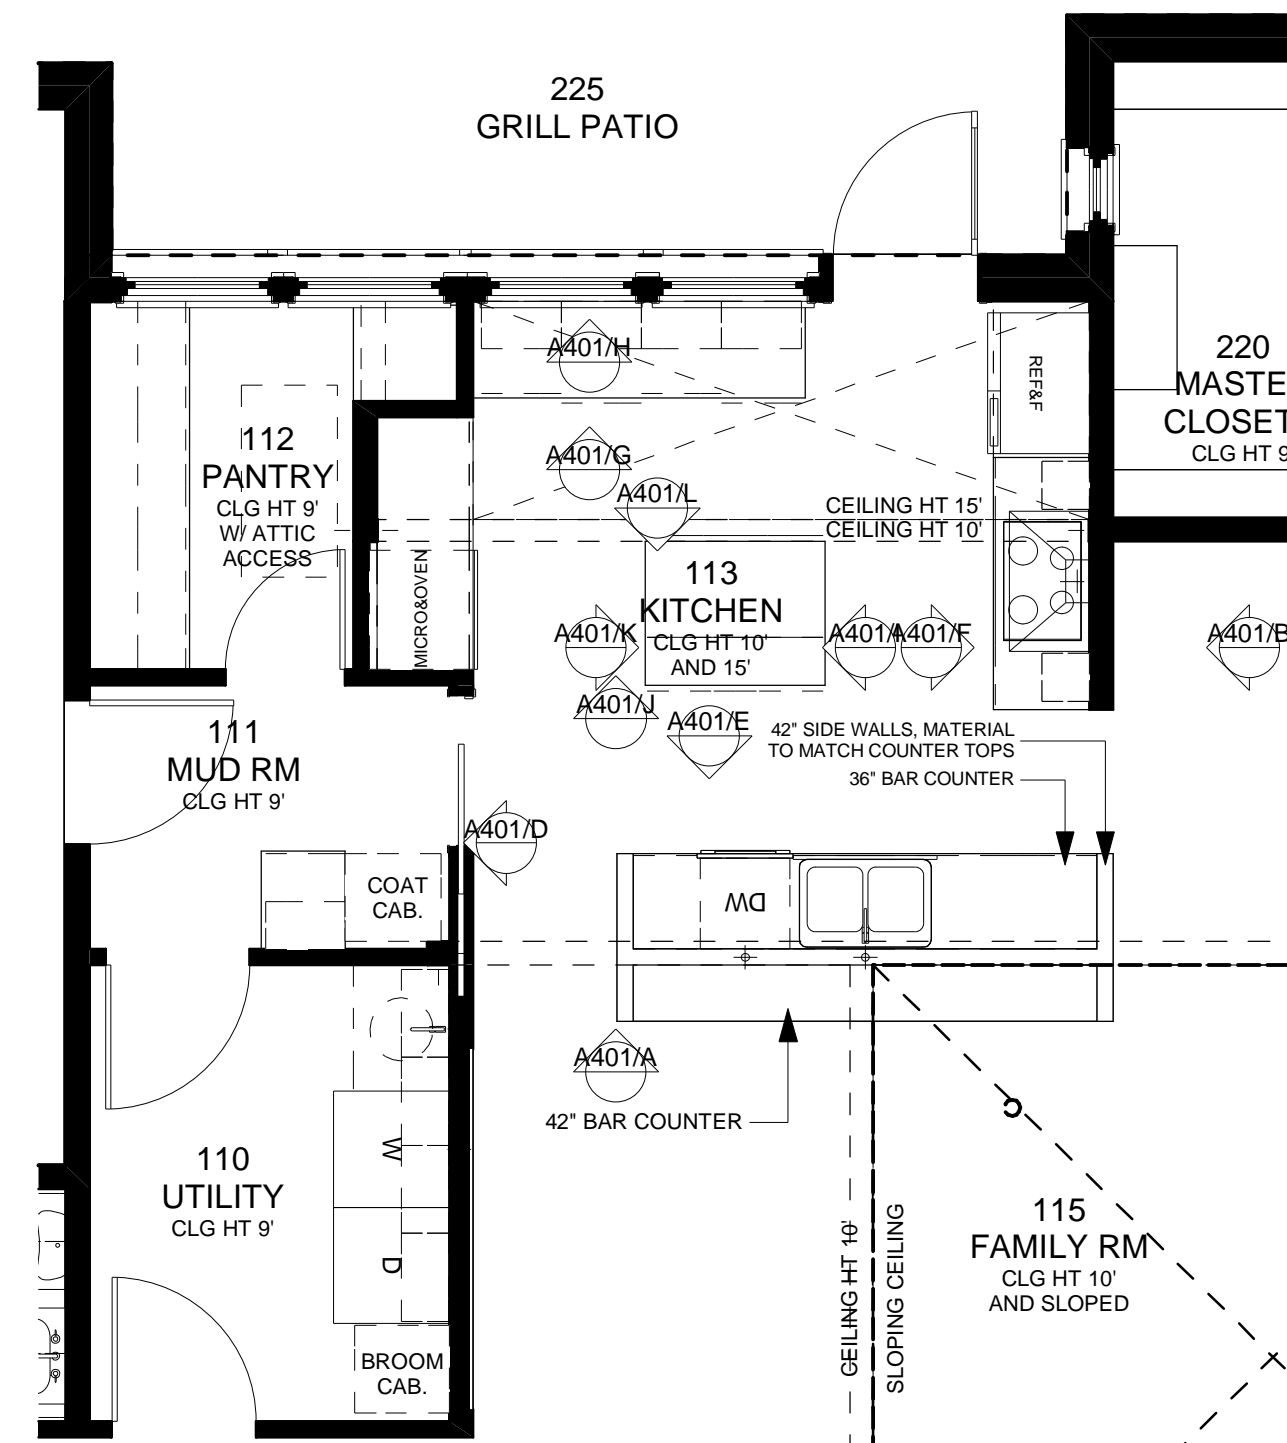 225
GRILL PATIO
A401/H
REF&F
220
MASTE
CLOSET
CLG HT 9
112
PANTRY
CLG HT 9'
W/ ATTIC
ACCESS
A401/G
A401/L
CEILING HT 15'
CEILING HT 10'
MICRO&OVEN
113
KITCHEN
CLG HT 10'
AND 15'
A401/K
A401/F
A401/B
A401/J
A401/E
111
MUD RM
CLG HT 9'
42" SIDE WALLS, MATERIAL
TO MATCH COUNTER TOPS
36" BAR COUNTER
A401/D
COAT
CAB.
DW
A401/A
42" BAR COUNTER
C
W
110
UTILITY
CLG HT 9'
D
BROOM
CAB.
CEILING HT 10'
SLOPING CEILING
115
FAMILY RM
CLG HT 10'
AND SLOPED